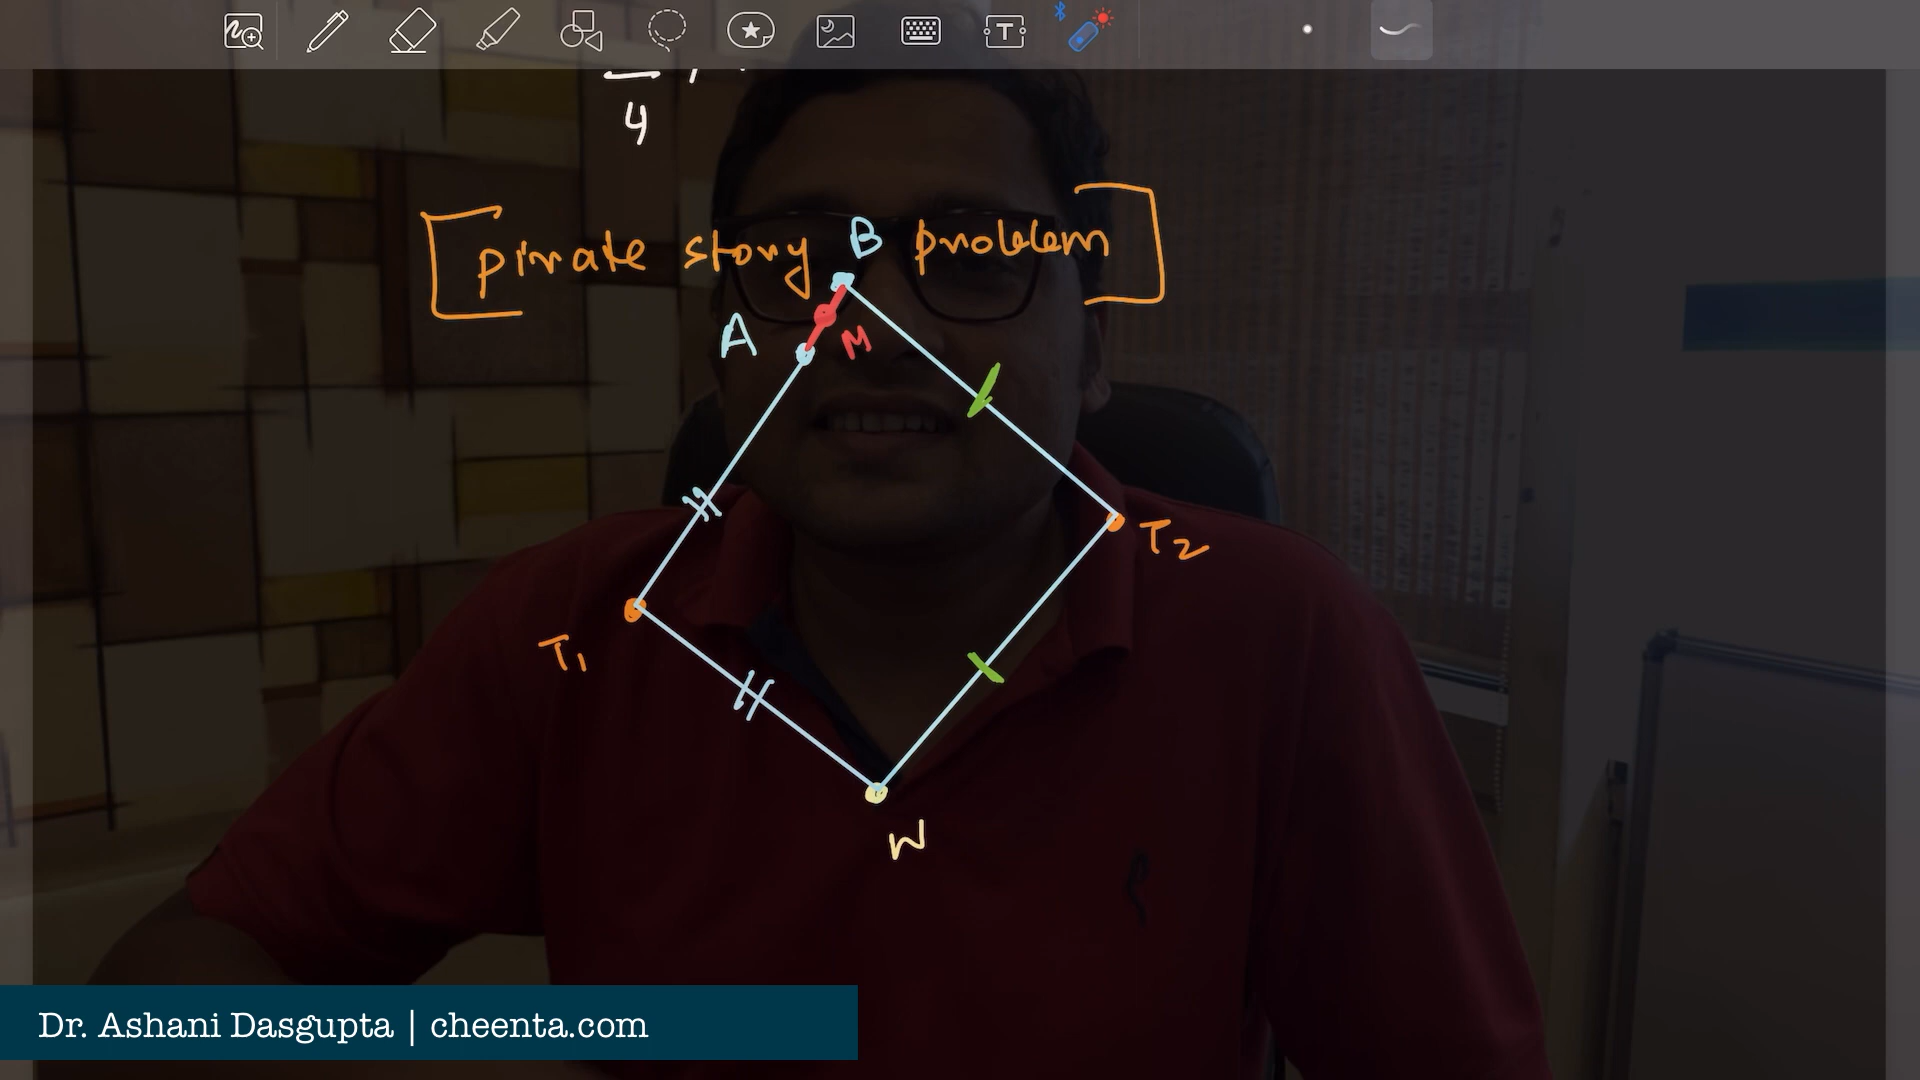 4
[pirate story problem]
B
A
M
T₂
T₁
W
Dr. Ashani Dasgupta | cheenta.com